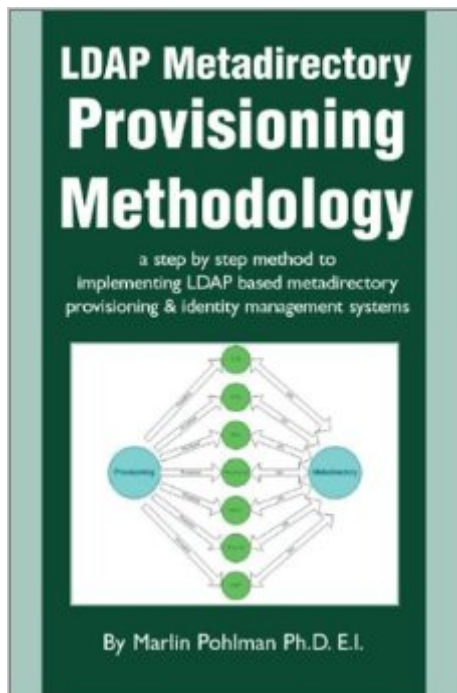 LDAP Metadirectory
Provisioning
Methodology
a step by step method to
implementing LDAP based metadirectory
provisioning & identity management systems
Provisioning
Metadirectory
By Marlin Pohlman Ph.D. E.I.